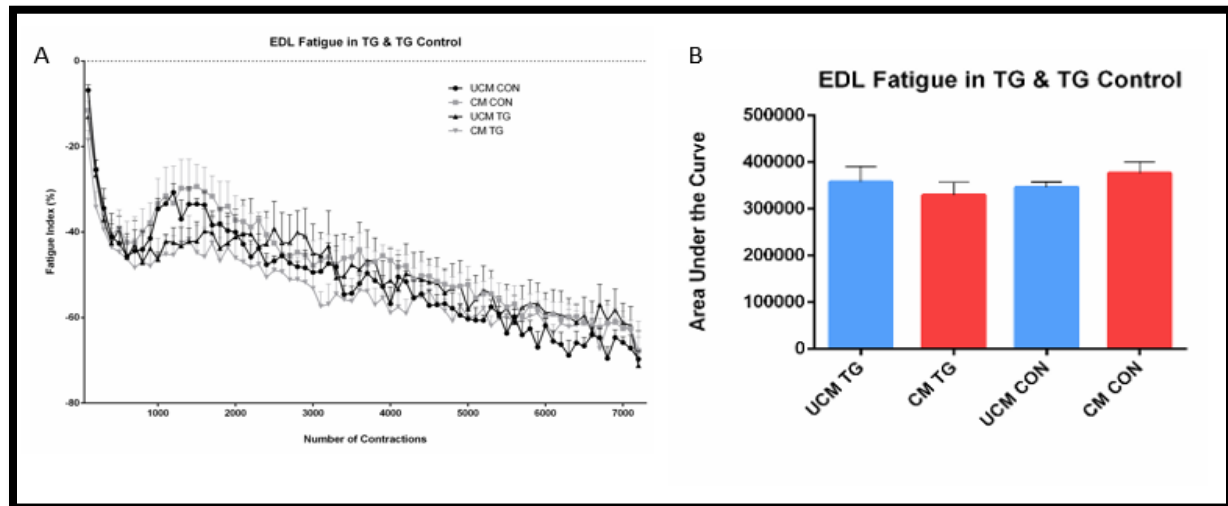 A
EDL Fatigue in TG & TG Control
0
-20
-40
-60
-80
Fatigue Index (%)
UCM CON
CM CON
UCM TG
CM TG
1000 2000 3000 4000 5000 6000 7000
Number of Contractions
B
EDL Fatigue in TG & TG Control
500000
400000
300000
200000
100000
0
Area Under the Curve
UCM TG CM TG UCM CON CM CON